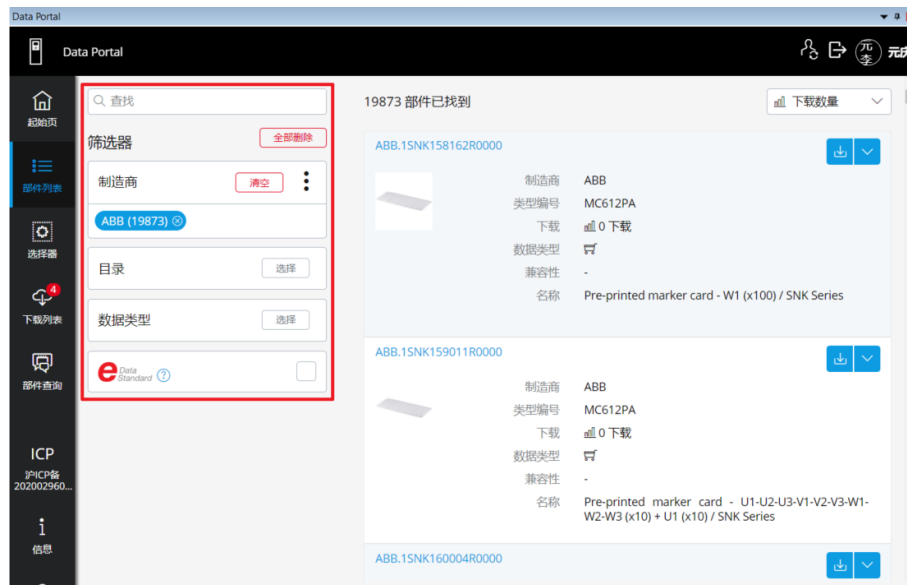 Data Portal
Data Portal
元李
起始页
部件列表
选择器
4
下载列表
部件查询
ICP
沪ICP备
202002960...
i
信息
查找
筛选器
全部删除
制造商
清空
ABB (19873)
目录
选择
数据类型
选择
e Data Standard ?
19873 部件已找到
下载数量
ABB.1SNK158162R0000
制造商 ABB
类型编号 MC612PA
下载 0 下载
数据类型
兼容性 -
名称 Pre-printed marker card - W1 (x100) / SNK Series
ABB.1SNK159011R0000
制造商 ABB
类型编号 MC612PA
下载 0 下载
数据类型
兼容性 -
名称 Pre-printed marker card - U1-U2-U3-V1-V2-V3-W1-
W2-W3 (x10) + U1 (x10) / SNK Series
ABB.1SNK160004R0000